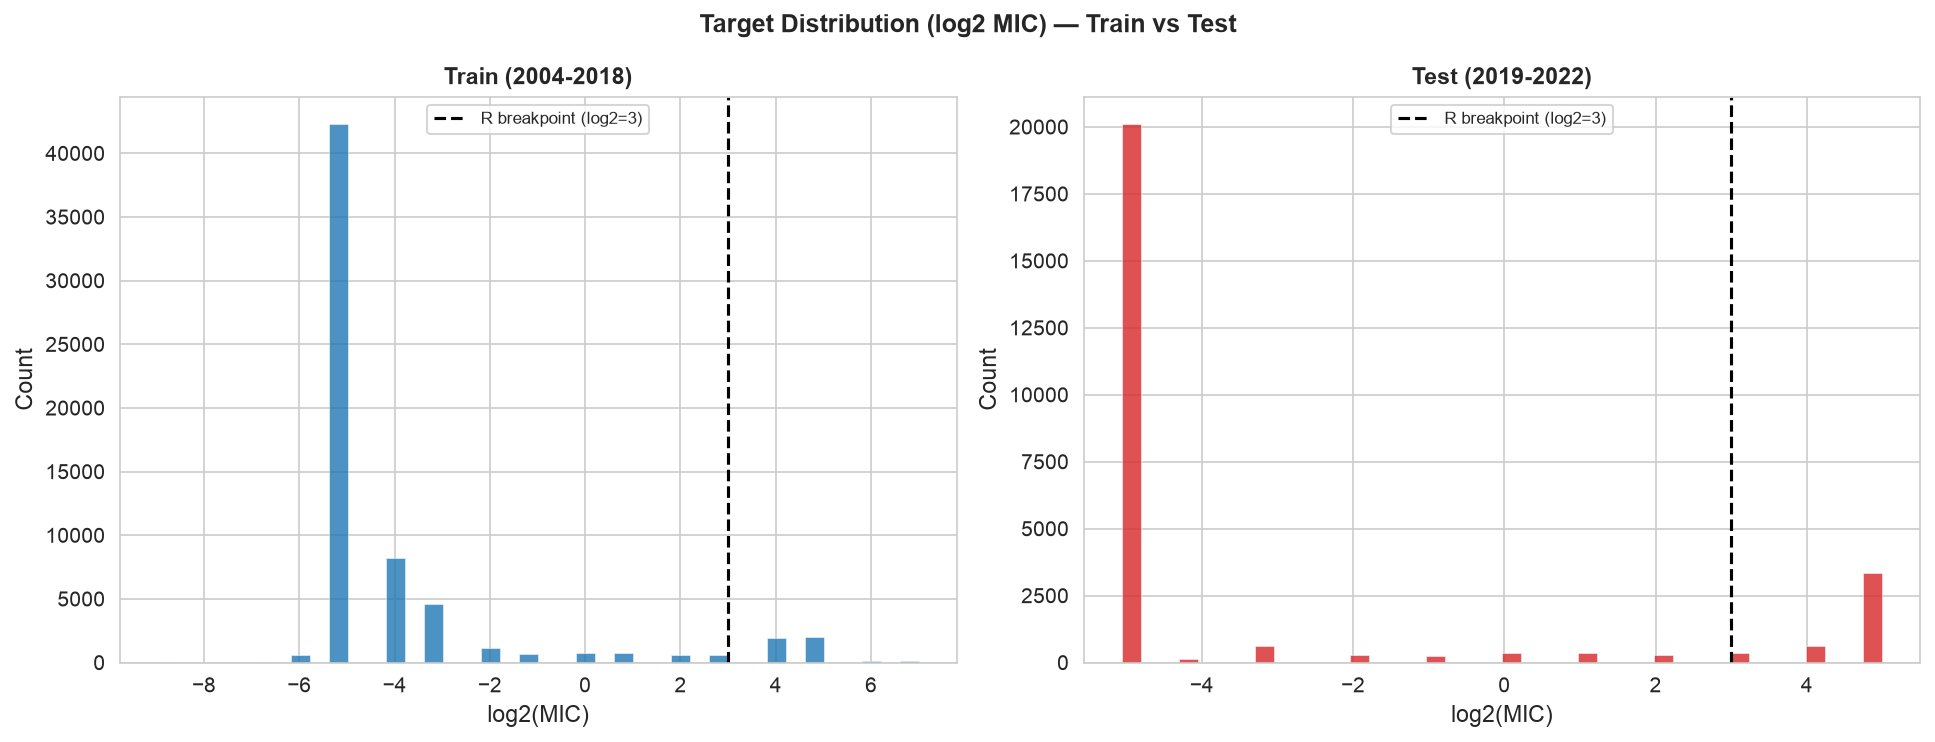 Target Distribution (log2 MIC) — Train vs Test
Train (2004-2018)
R breakpoint (log2=3)
Count
40000
35000
30000
25000
20000
15000
10000
5000
0
−8 −6 −4 −2 0 2 4 6
log2(MIC)
Test (2019-2022)
R breakpoint (log2=3)
Count
20000
17500
15000
12500
10000
7500
5000
2500
0
−4 −2 0 2 4
log2(MIC)